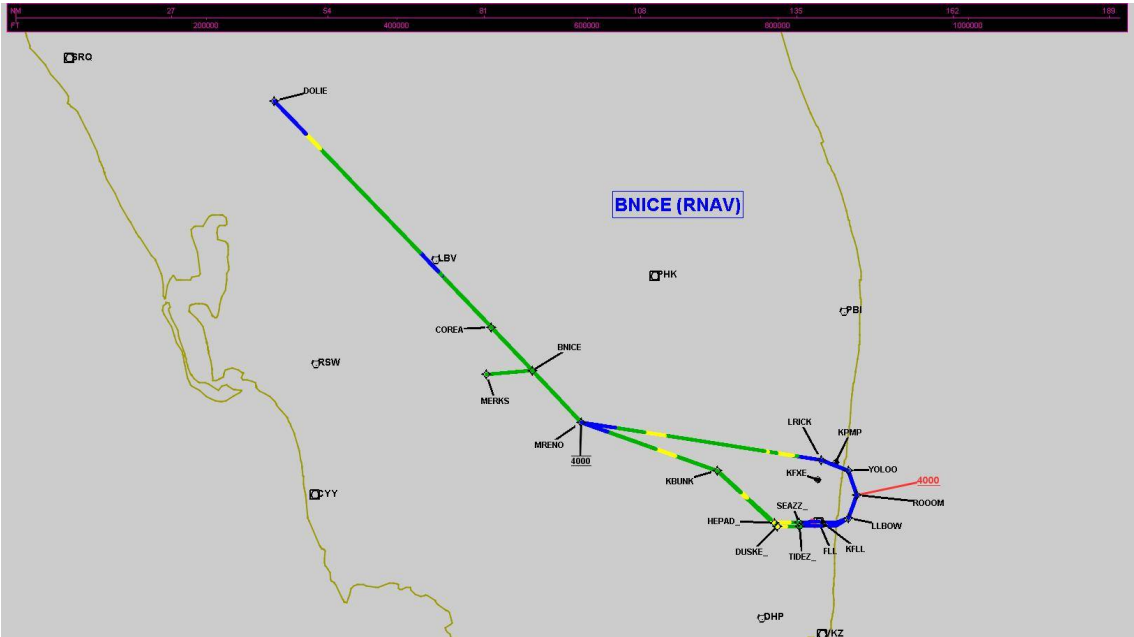 NM 27 54 81 108 135 162 189
FT 200000 400000 600000 800000 1000000
SRQ
DOLIE
BNICE (RNAV)
LBV
PHK
PBI
COREA
BNICE
RSW
MERKS
LRICK
KPMP
MRENO
4000
YOLOO
KFXE
KBUNK
4000
CYY
ROOOM
SEAZZ_
HEPAD_
LLBOW
DUSKE_
TIDEZ_
FLL
KFLL
DHP